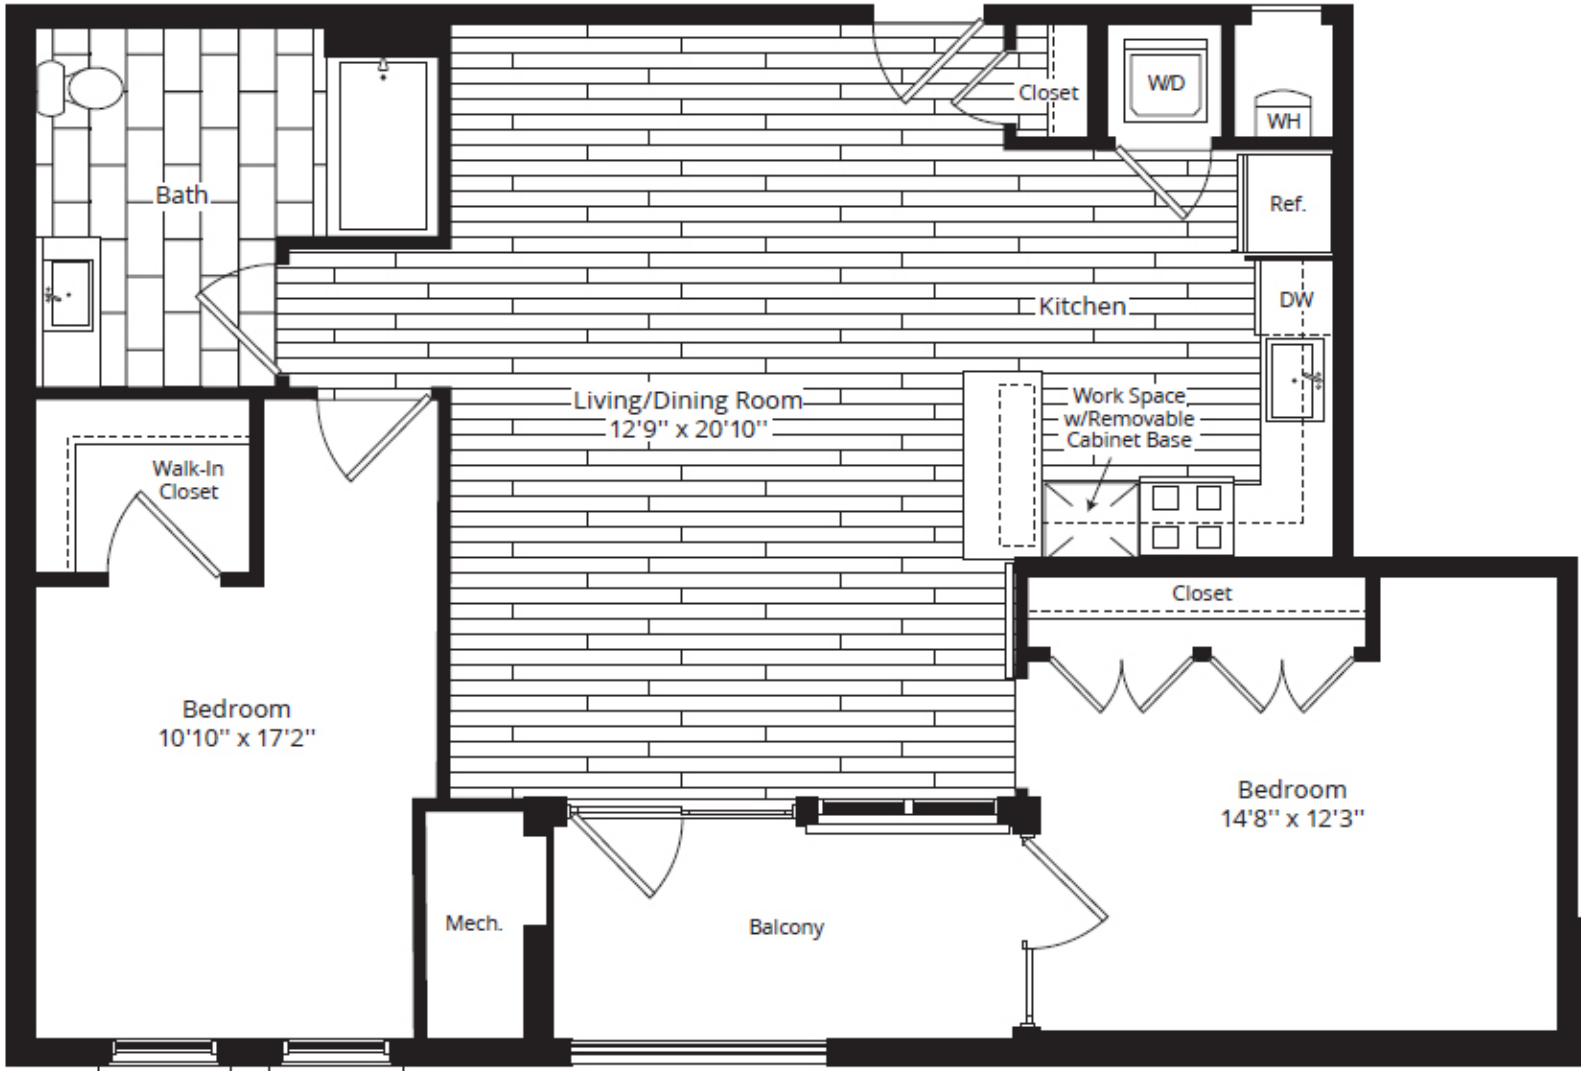 Closet
W/D
WH
Bath
Ref.
Kitchen
DW
Living/Dining Room
12'9'' x 20'10''
Work Space
w/Removable
Cabinet Base
Walk-In
Closet
Closet
Bedroom
10'10'' x 17'2''
Bedroom
14'8'' x 12'3''
Mech.
Balcony